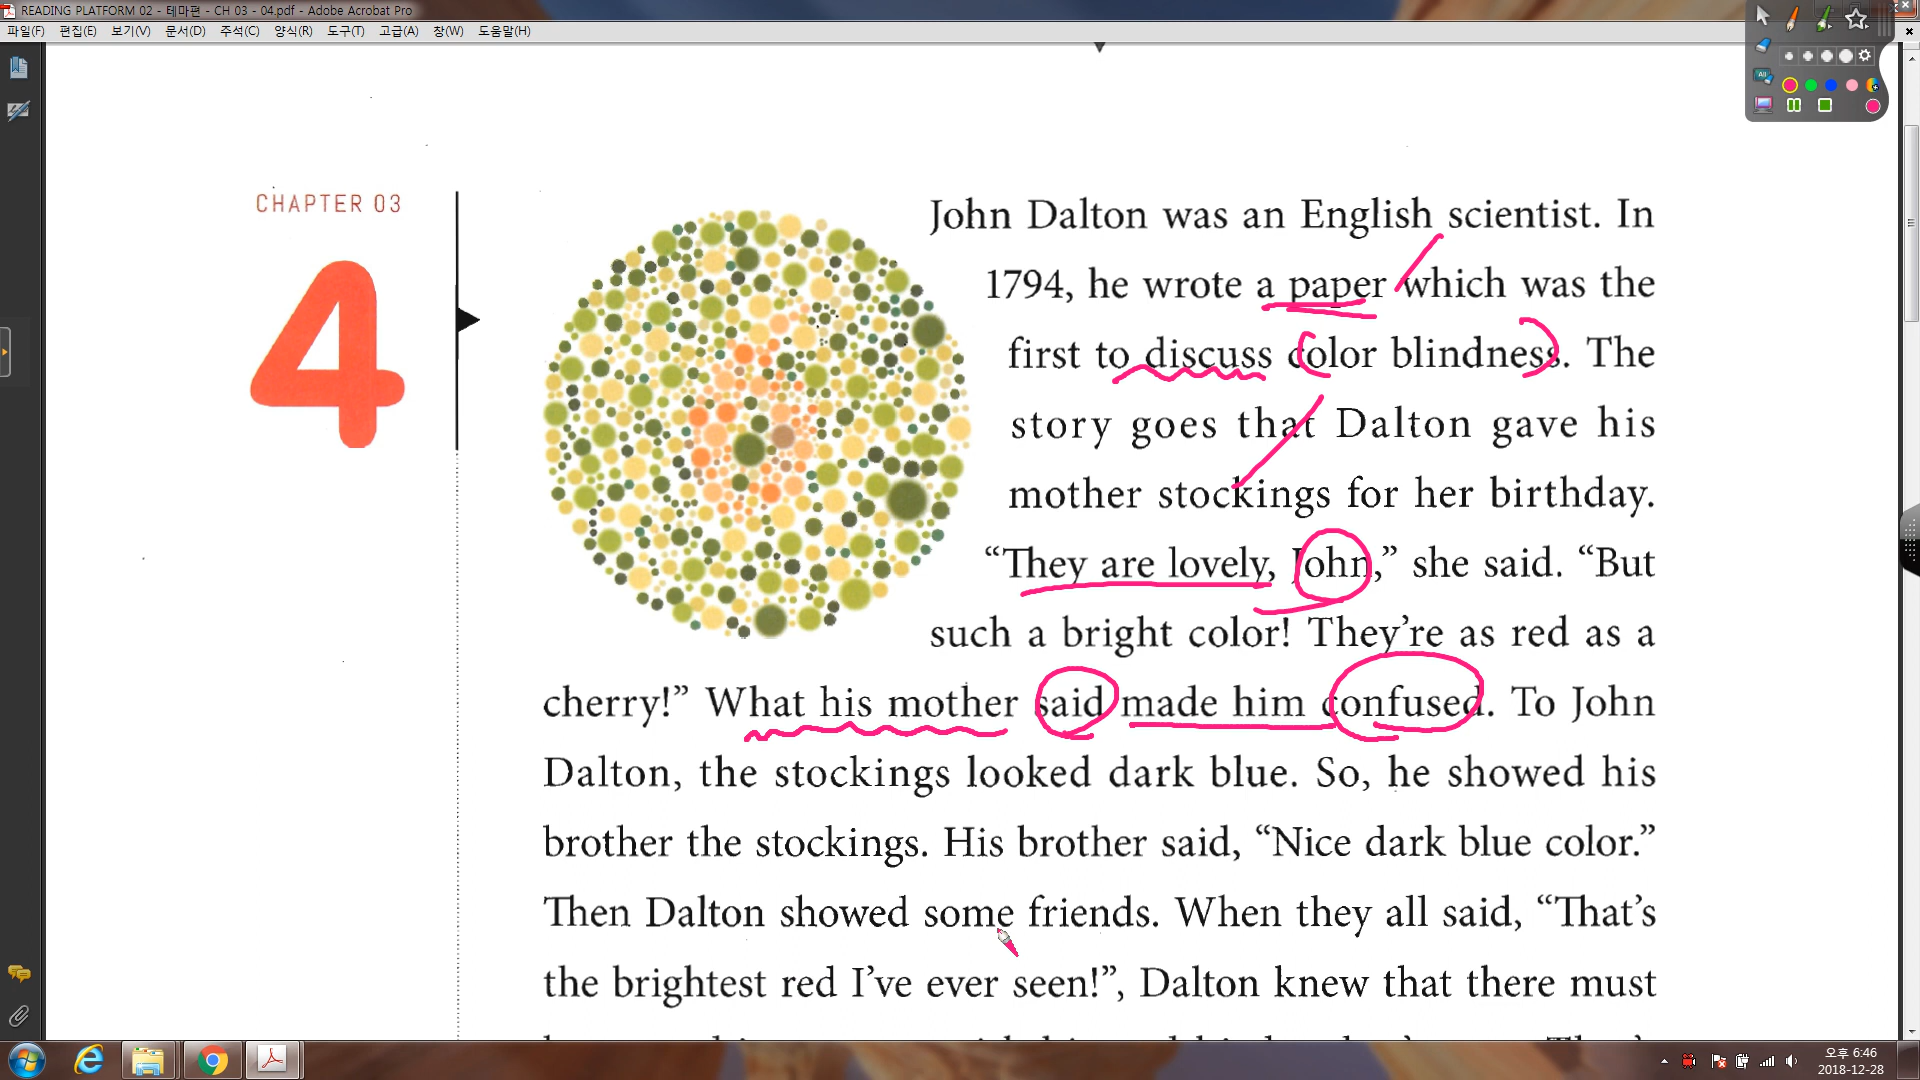 READING PLATFORM 02 - 테마편 - CH 03 - 04.pdf - Adobe Acrobat Pro
파일(F) 편집(E) 보기(V) 문서(D) 주석(C) 양식(R) 도구(T) 고급(A) 창(W) 도움말(H)
CHAPTER 03
4
John Dalton was an English scientist. In
1794, he wrote a paper which was the
first to discuss color blindness. The
story goes that Dalton gave his
mother stockings for her birthday.
“They are lovely, John,” she said. “But
such a bright color! They’re as red as a
cherry!” What his mother said made him confused. To John
Dalton, the stockings looked dark blue. So, he showed his
brother the stockings. His brother said, “Nice dark blue color.”
Then Dalton showed some friends. When they all said, “That’s
the brightest red I’ve ever seen!”, Dalton knew that there must
오후 6:46
2018-12-28